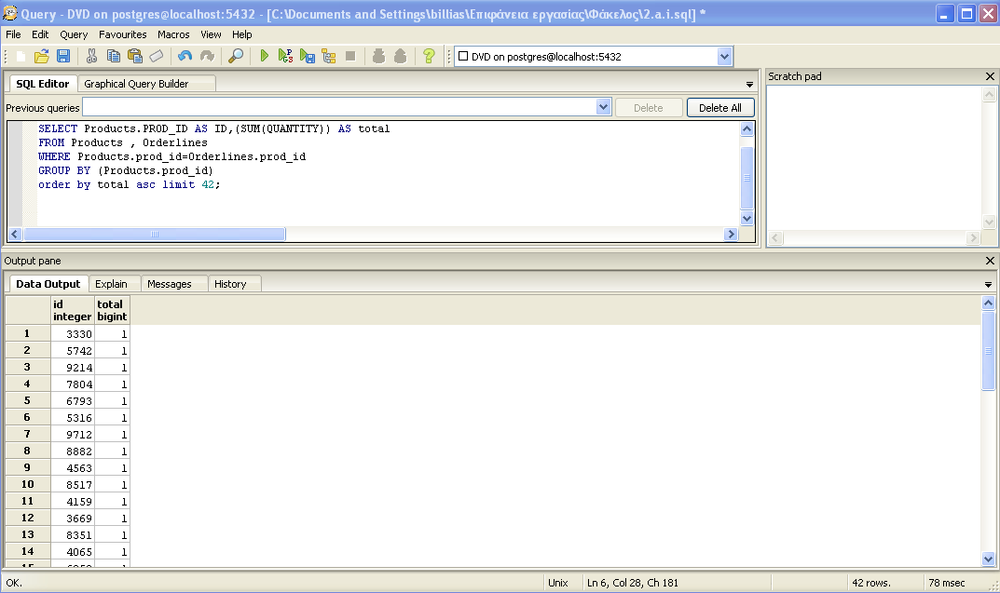 Query - DVD on postgres@localhost:5432 - [C:\Documents and Settings\billias\Επιφάνεια εργασίας\Φάκελος\2.a.i.sql] *
File Edit Query Favourites Macros View Help
DVD on postgres@localhost:5432
SQL Editor Graphical Query Builder
Scratch pad
Previous queries Delete Delete All
SELECT Products.PROD_ID AS ID,(SUM(QUANTITY)) AS total
FROM Products , Orderlines
WHERE Products.prod_id=Orderlines.prod_id
GROUP BY (Products.prod_id)
order by total asc limit 42;
Output pane
Data Output Explain Messages History
id total
integer bigint
1 3330 1
2 5742 1
3 9214 1
4 7804 1
5 6793 1
6 5316 1
7 9712 1
8 8882 1
9 4563 1
10 8517 1
11 4159 1
12 3669 1
13 8351 1
14 4065 1
OK. Unix Ln 6, Col 28, Ch 181 42 rows. 78 msec